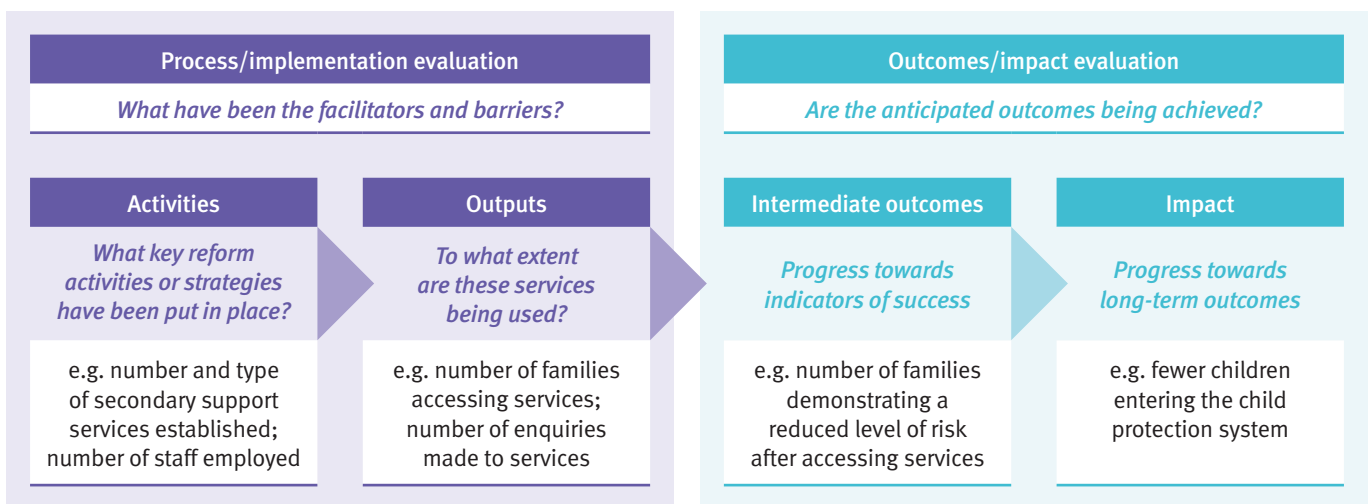 Process/implementation evaluation
What have been the facilitators and barriers?
Activities
What key reform
activities or strategies
have been put in place?
e.g. number and type
of secondary support
services established;
number of staff employed
Outputs
To what extent
are these services
being used?
e.g. number of families
accessing services;
number of enquiries
made to services
Outcomes/impact evaluation
Are the anticipated outcomes being achieved?
Intermediate outcomes
Progress towards
indicators of success
e.g. number of families
demonstrating a
reduced level of risk
after accessing services
Impact
Progress towards
long-term outcomes
e.g. fewer children
entering the child
protection system